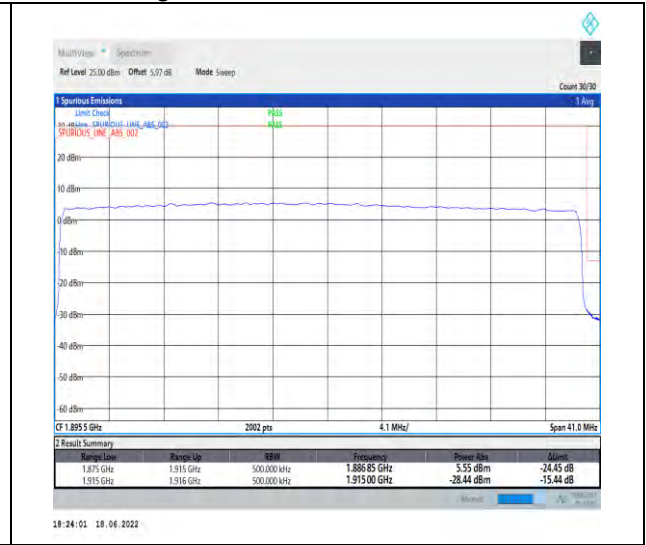 MultiView Spectrum
Ref Level 25.00 dBm Offset 5.97 dB Mode Sweep
Count 30/30
1 Spurious Emissions 1 Avg
Limit Check PASS
Line SPURIOUS_LINE_ABS_002 PASS
SPURIOUS_LINE_ABS_002
20 dBm
10 dBm
0 dBm
-10 dBm
-20 dBm
-30 dBm
-40 dBm
-50 dBm
-60 dBm
CF 1.895 5 GHz 2002 pts 4.1 MHz/ Span 41.0 MHz
2 Result Summary
Range Low Range Up RBW Frequency Power Abs ΔLimit
1.875 GHz 1.915 GHz 500.000 kHz 1.886 85 GHz 5.55 dBm -24.45 dB
1.915 GHz 1.916 GHz 500.000 kHz 1.915 00 GHz -28.44 dBm -15.44 dB
18:24:01 18.06.2022